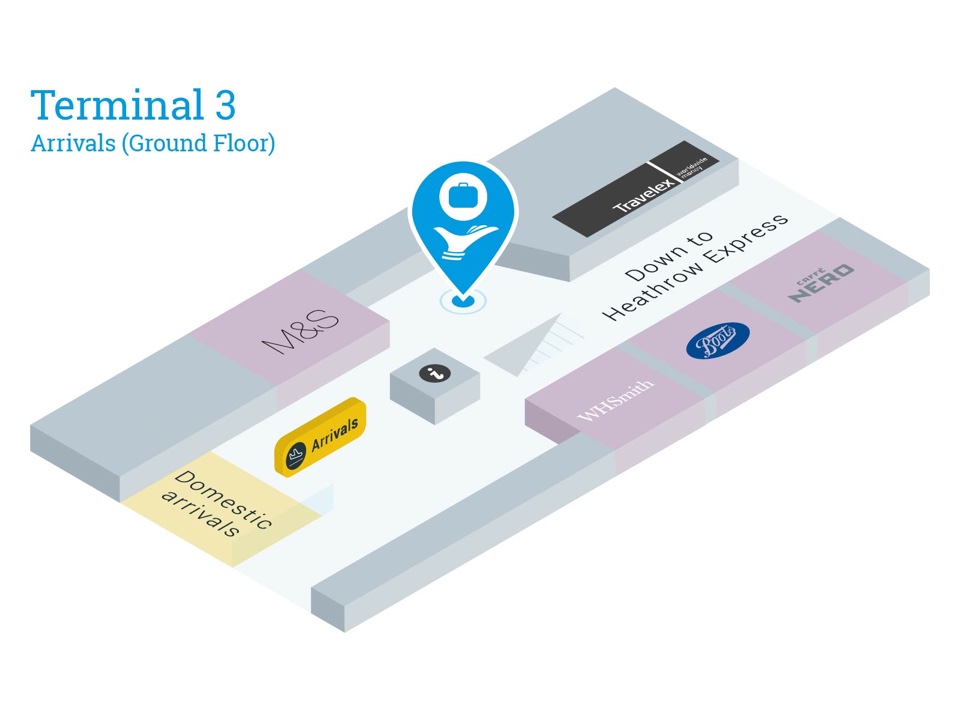 Terminal 3
Arrivals (Ground Floor)
Travelex
worldwide
money
Down to
Heathrow Express
CAFFÈ
NERO
M&S
Boots
i
WHSmith
Arrivals
Domestic
arrivals